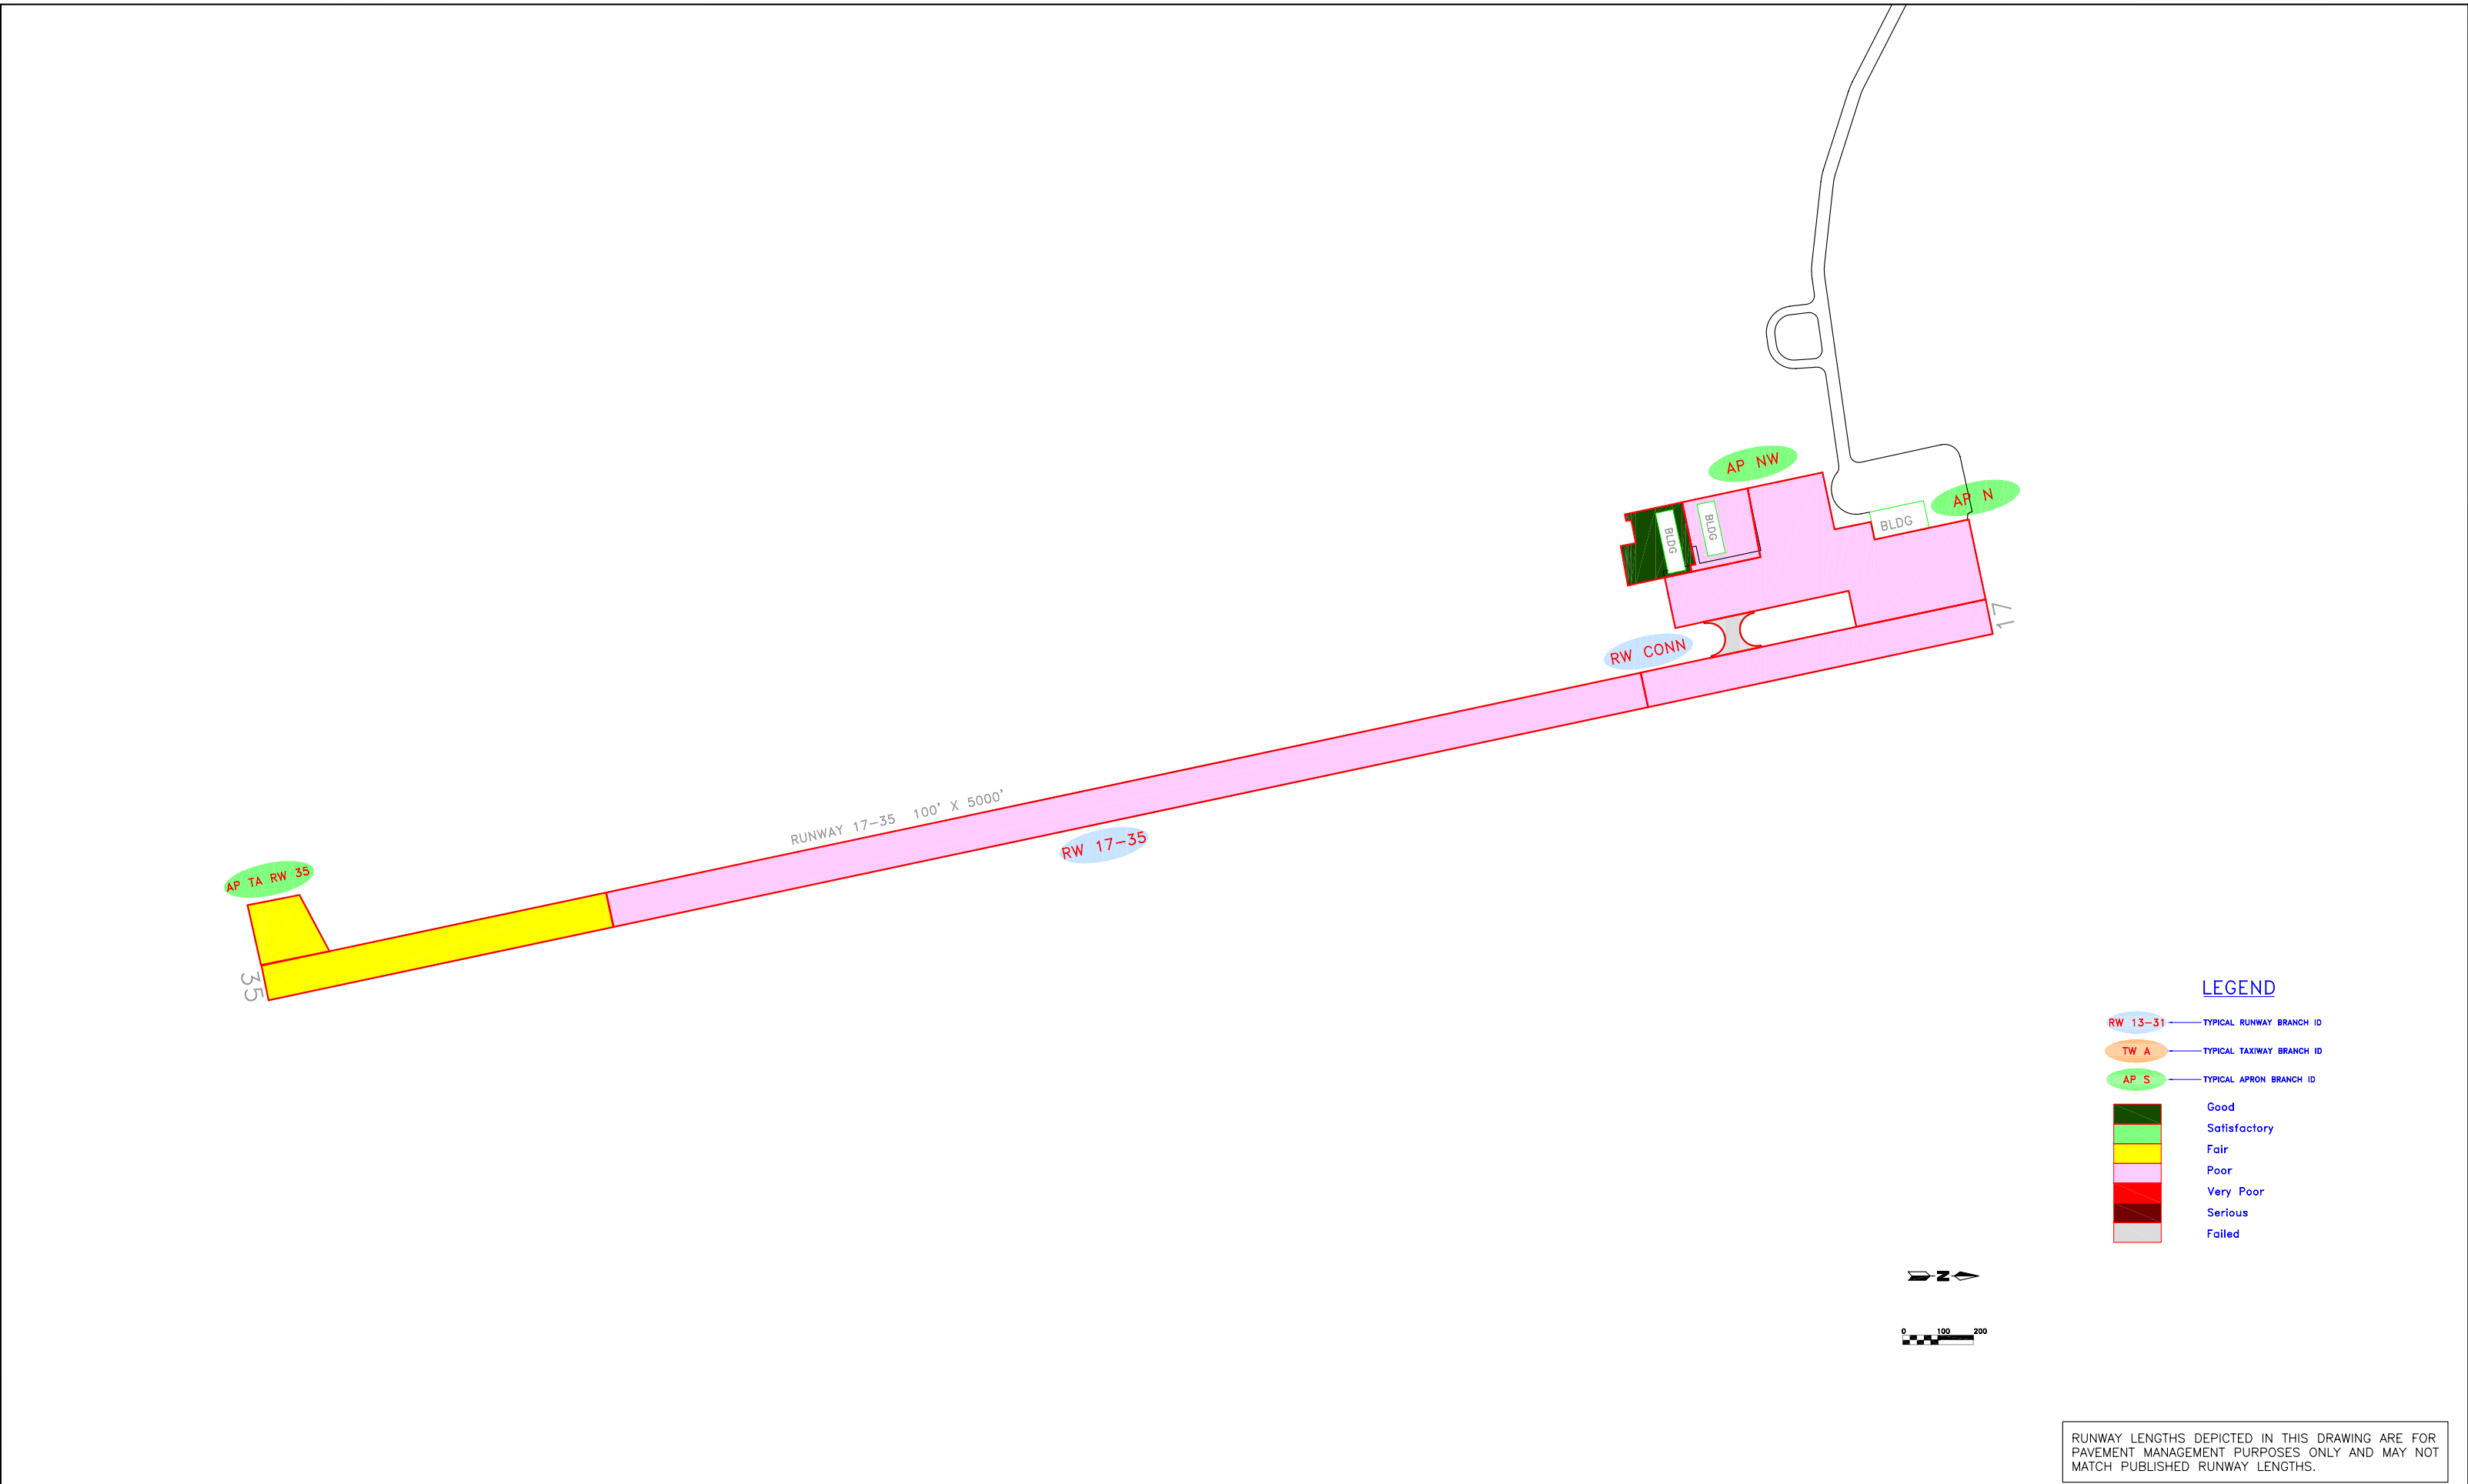 AP NW
AP N
BLDG
BLDG
BLDG
17
RW CONN
RUNWAY 17-35 100' X 5000'
RW 17-35
AP TA RW 35
35
LEGEND
RW 13-31 TYPICAL RUNWAY BRANCH ID
TW A TYPICAL TAXIWAY BRANCH ID
AP S TYPICAL APRON BRANCH ID
Good
Satisfactory
Fair
Poor
Very Poor
Serious
Failed
N
0 100 200
RUNWAY LENGTHS DEPICTED IN THIS DRAWING ARE FOR
PAVEMENT MANAGEMENT PURPOSES ONLY AND MAY NOT
MATCH PUBLISHED RUNWAY LENGTHS.